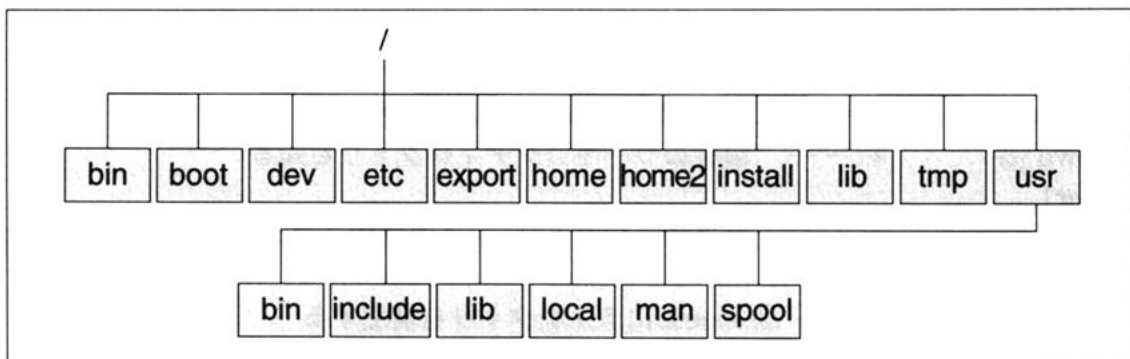 /
bin boot dev etc export home home2 install lib tmp usr
bin include lib local man spool